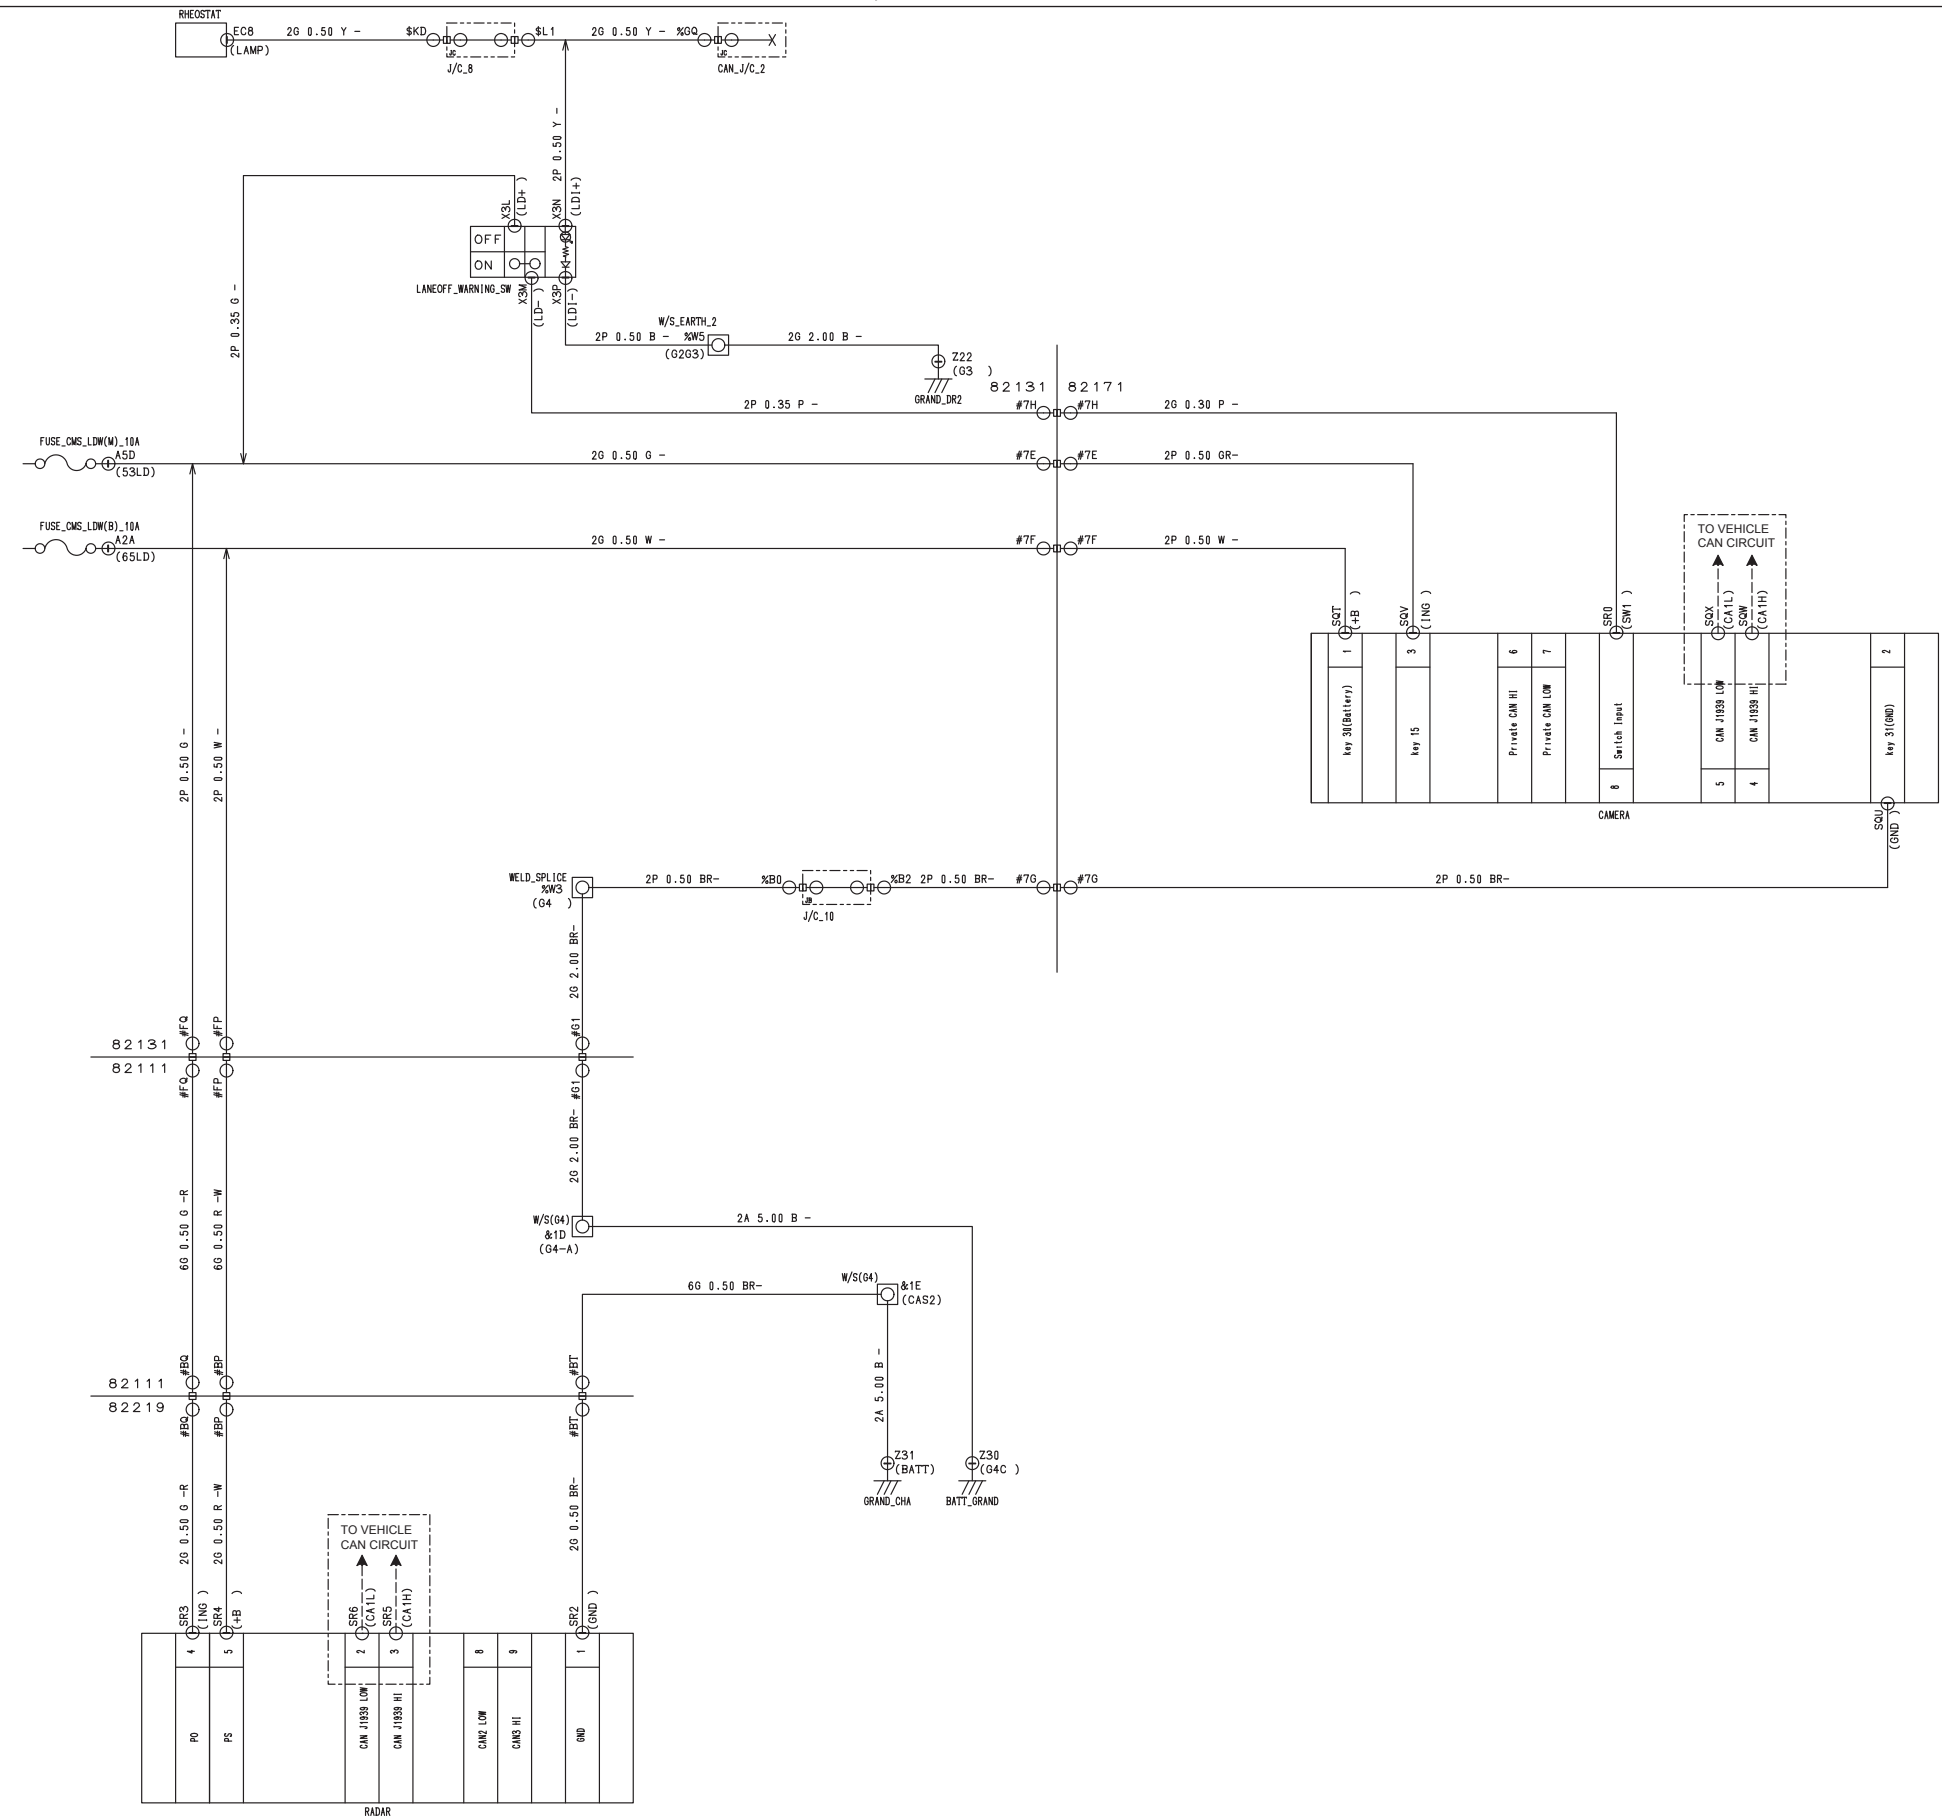 RHEOSTAT
EC8
(LAMP)
2G 0.50 Y -
$KD
JC
J/C_8
$L1
2G 0.50 Y -
%GQ
JC
CAN_J/C_2
2P 0.50 Y -
X3L
(LD+ )
X3N
(LDI+)
OFF
ON
LANEOFF_WARNING_SW
X3M
(LD- )
X3P
(LDI-)
2P 0.35 G -
W/S_EARTH_2
2P 0.50 B -
%W5
(G2G3)
2G 2.00 B -
Z22
(G3 )
GRAND_DR2
82131
82171
2P 0.35 P -
#7H
#7H
2G 0.30 P -
FUSE_CMS_LDW(M)_10A
A5D
(53LD)
2G 0.50 G -
#7E
#7E
2P 0.50 GR-
FUSE_CMS_LDW(B)_10A
A2A
(65LD)
2G 0.50 W -
#7F
#7F
2P 0.50 W -
TO VEHICLE
CAN CIRCUIT
SQT
(+B )
SQV
(ING )
SR0
(SW1 )
SQX
(CA1L)
SQW
(CA1H)
1
key 30(Battery)
3
key 15
6
Private CAN HI
7
Private CAN LOW
Switch Input
8
CAN J1939 LOW
5
CAN J1939 HI
4
2
key 31(GND)
CAMERA
SQU
(GND )
2P 0.50 G -
2P 0.50 W -
WELD_SPLICE
%W3
(G4 )
2P 0.50 BR-
%B0
JB
J/C_10
%B2
2P 0.50 BR-
#7G
#7G
2P 0.50 BR-
2G 2.00 BR-
#FQ
#FP
#G1
82131
82111
#FQ
#FP
#G1
2G 2.00 BR-
6G 0.50 G -R
6G 0.50 R -W
W/S(G4)
&1D
(G4-A)
2A 5.00 B -
6G 0.50 BR-
W/S(G4)
&1E
(CAS2)
2A 5.00 B -
#BQ
#BP
#BT
82111
82219
#BQ
#BP
#BT
Z31
(BATT)
GRAND_CHA
Z30
(G4C )
BATT_GRAND
2G 0.50 G -R
2G 0.50 R -W
2G 0.50 BR-
TO VEHICLE
CAN CIRCUIT
SR3
(ING )
SR4
(+B )
SR6
(CA1L)
SR5
(CA1H)
SR2
(GND )
4
PO
5
PS
2
CAN J1939 LOW
3
CAN J1939 HI
8
CAN2 LOW
9
CAN3 HI
1
GND
RADAR